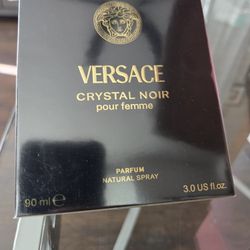 VERSACE
CRYSTAL NOIR
pour femme
PARFUM
NATURAL SPRAY
90 ml ℮
3.0 US fl. oz.